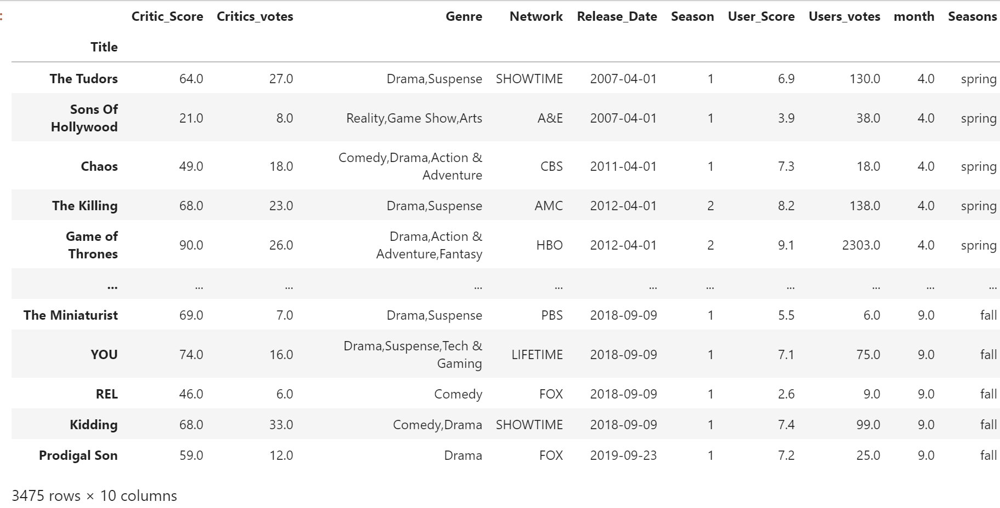 :
Critic_Score Critics_votes Genre Network Release_Date Season User_Score Users_votes month Seasons
Title
The Tudors 64.0 27.0 Drama,Suspense SHOWTIME 2007-04-01 1 6.9 130.0 4.0 spring
Sons Of
Hollywood 21.0 8.0 Reality,Game Show,Arts A&E 2007-04-01 1 3.9 38.0 4.0 spring
Chaos 49.0 18.0 Comedy,Drama,Action &
Adventure CBS 2011-04-01 1 7.3 18.0 4.0 spring
The Killing 68.0 23.0 Drama,Suspense AMC 2012-04-01 2 8.2 138.0 4.0 spring
Game of
Thrones 90.0 26.0 Drama,Action &
Adventure,Fantasy HBO 2012-04-01 2 9.1 2303.0 4.0 spring
... ... ... ... ... ... ... ... ... ... ...
The Miniaturist 69.0 7.0 Drama,Suspense PBS 2018-09-09 1 5.5 6.0 9.0 fall
YOU 74.0 16.0 Drama,Suspense,Tech &
Gaming LIFETIME 2018-09-09 1 7.1 75.0 9.0 fall
REL 46.0 6.0 Comedy FOX 2018-09-09 1 2.6 9.0 9.0 fall
Kidding 68.0 33.0 Comedy,Drama SHOWTIME 2018-09-09 1 7.4 99.0 9.0 fall
Prodigal Son 59.0 12.0 Drama FOX 2019-09-23 1 7.2 25.0 9.0 fall
3475 rows × 10 columns